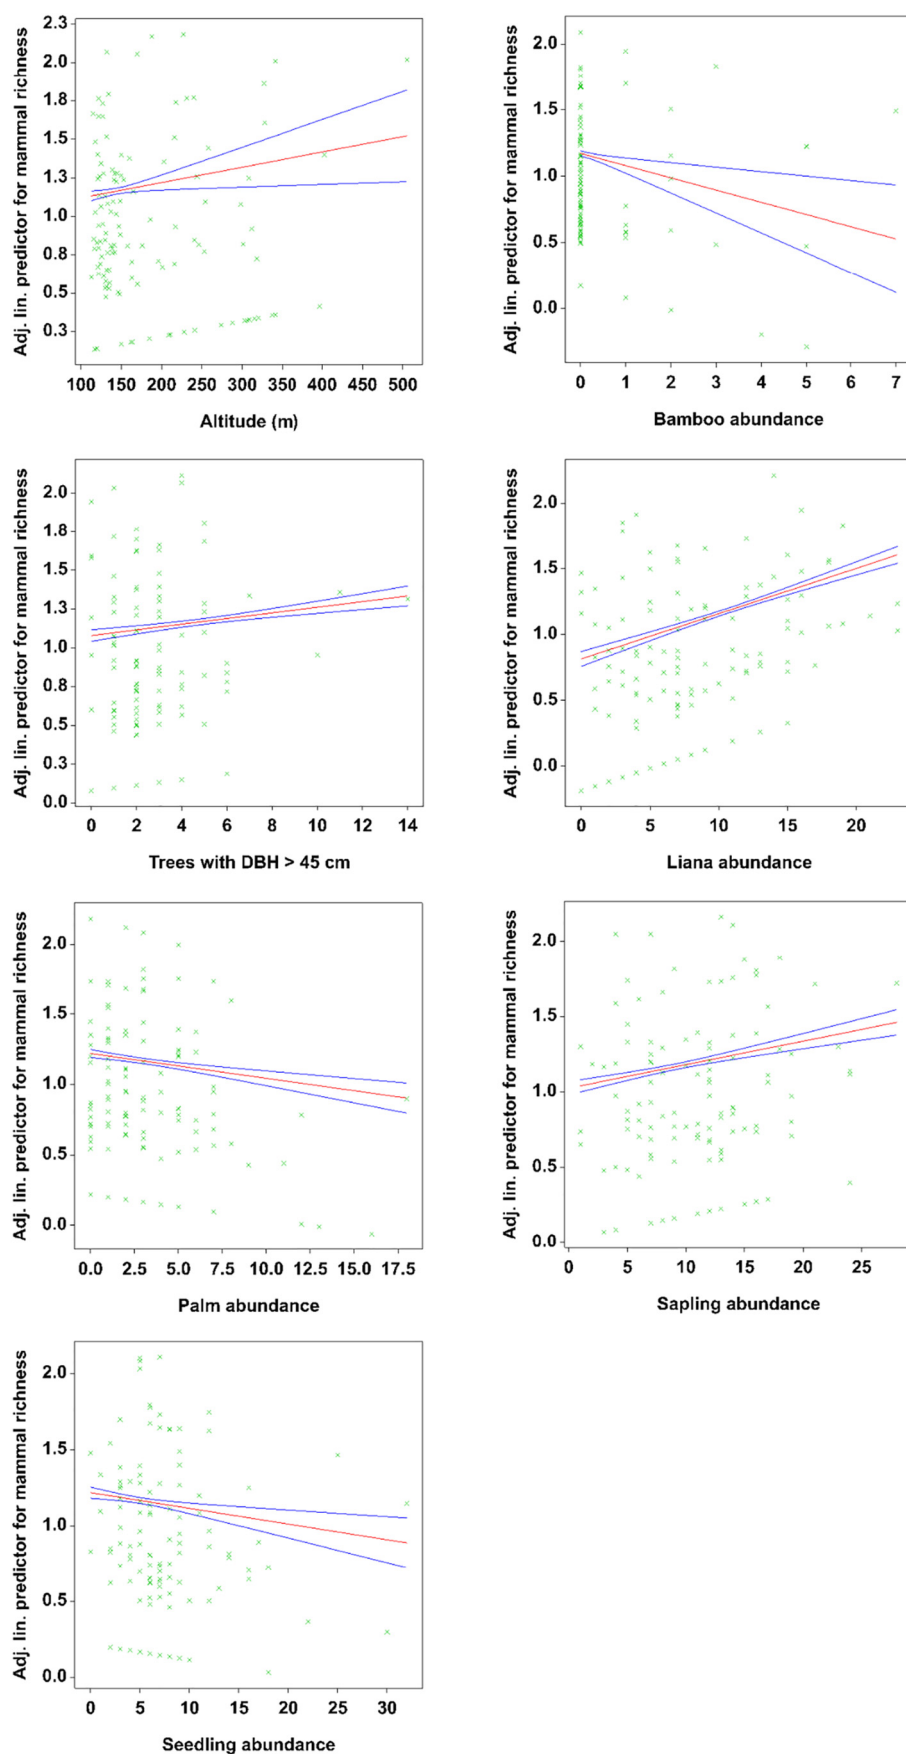 Adj. lin. predictor for mammal richness
2.3
2.0
1.8
1.5
1.3
1.0
0.8
0.5
0.3
100 150 200 250 300 350 400 450 500
Altitude (m)
Adj. lin. predictor for mammal richness
2.0
1.5
1.0
0.5
0.0
0 1 2 3 4 5 6 7
Bamboo abundance
Adj. lin. predictor for mammal richness
2.0
1.8
1.5
1.3
1.0
0.8
0.5
0.3
0.0
0 2 4 6 8 10 12 14
Trees with DBH > 45 cm
Adj. lin. predictor for mammal richness
2.0
1.5
1.0
0.5
0.0
0 5 10 15 20
Liana abundance
Adj. lin. predictor for mammal richness
2.0
1.5
1.0
0.5
0.0
0.0 2.5 5.0 7.5 10.0 12.5 15.0 17.5
Palm abundance
Adj. lin. predictor for mammal richness
2.0
1.5
1.0
0.5
0.0
0 5 10 15 20 25
Sapling abundance
Adj. lin. predictor for mammal richness
2.0
1.5
1.0
0.5
0.0
0 5 10 15 20 25 30
Seedling abundance